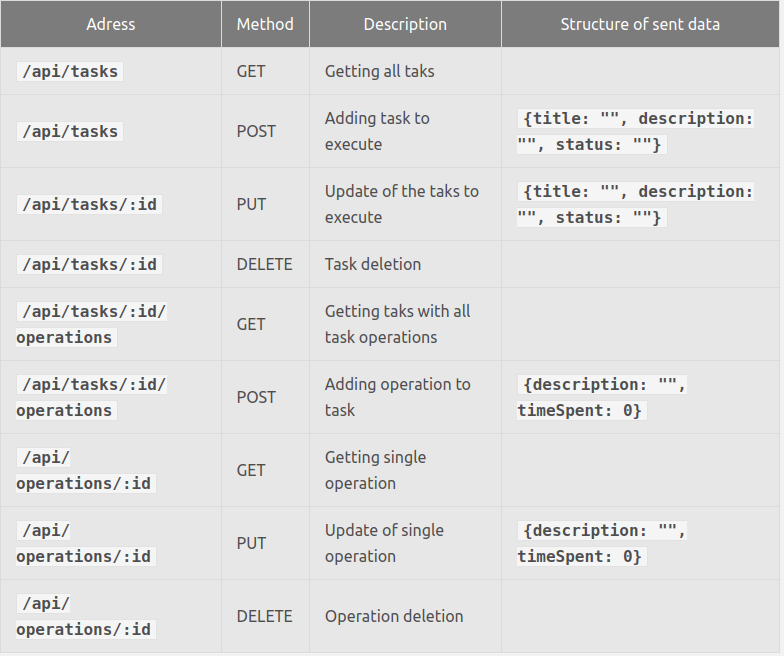 Adress Method Description Structure of sent data
/api/tasks GET Getting all taks
/api/tasks POST Adding task to execute {title: "", description: "", status: ""}
/api/tasks/:id PUT Update of the taks to execute {title: "", description: "", status: ""}
/api/tasks/:id DELETE Task deletion
/api/tasks/:id/operations GET Getting taks with all task operations
/api/tasks/:id/operations POST Adding operation to task {description: "", timeSpent: 0}
/api/operations/:id GET Getting single operation
/api/operations/:id PUT Update of single operation {description: "", timeSpent: 0}
/api/operations/:id DELETE Operation deletion